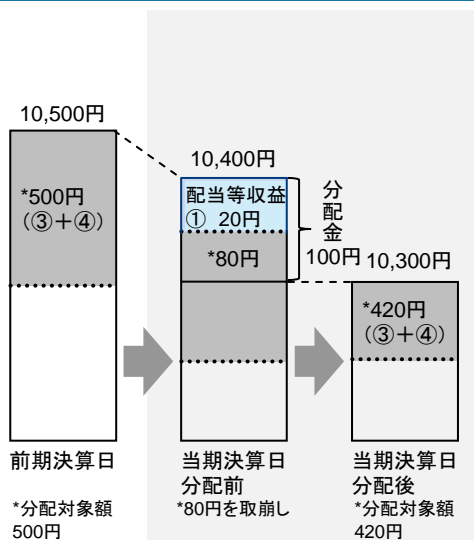 10,500円
*500円
(③+④)
前期決算日
*分配対象額
500円
10,400円
配当等収益
① 20円
*80円
分配金
100円
当期決算日
分配前
*80円を取崩し
10,300円
*420円
(③+④)
当期決算日
分配後
*分配対象額
420円